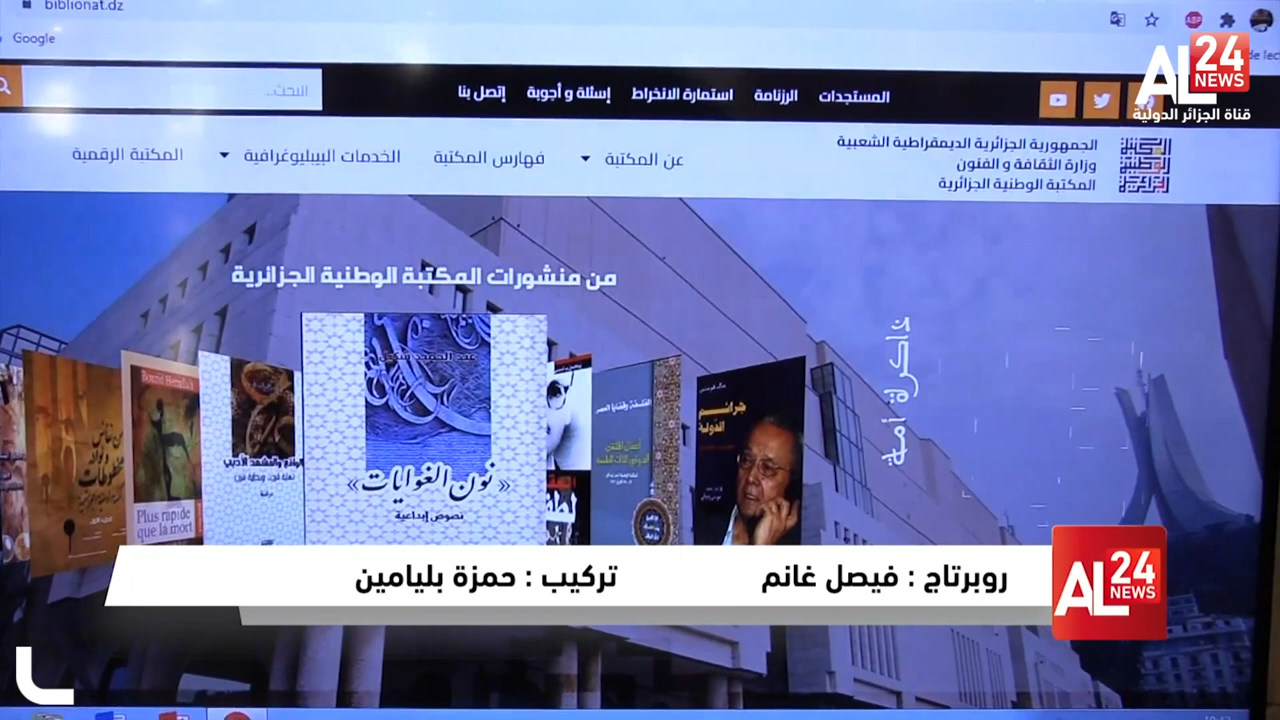 biblionat.dz
Google
AL 24 NEWS
قناة الجزائر الدولية
المستجدات الرزنامة استمارة الانخراط إسئلة و أجوبة إتصل بنا
البحث...
الجمهورية الجزائرية الديمقراطية الشعبية
وزارة الثقافة و الفنون
المكتبة الوطنية الجزائرية
عن المكتبة فهارس المكتبة الخدمات الببليوغرافية المكتبة الرقمية
من منشورات المكتبة الوطنية الجزائرية
ذاكرة أمة
Plus rapide
que la mort
«نون الغوايات»
نصوص إبداعية
جرائم
الدولة
روبرتاج : فيصل غانم
تركيب : حمزة بليامين
AL 24 NEWS